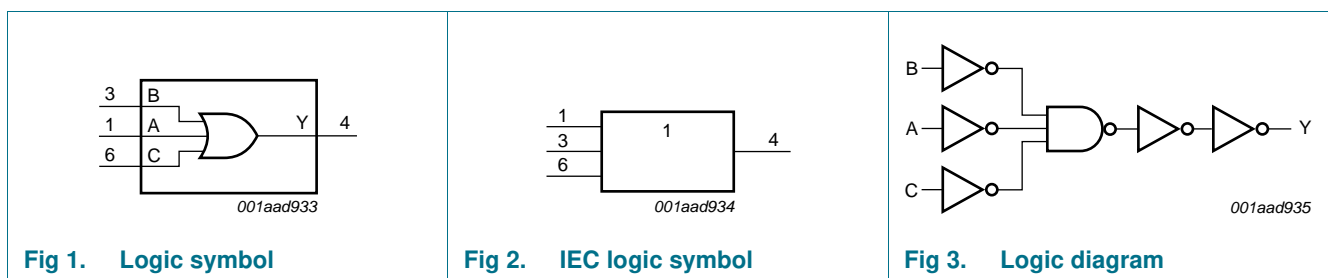 3
B
1
A
6
C
Y
4
001aad933
Fig 1. Logic symbol
1
3
6
1
4
001aad934
Fig 2. IEC logic symbol
B
A
C
Y
001aad935
Fig 3. Logic diagram